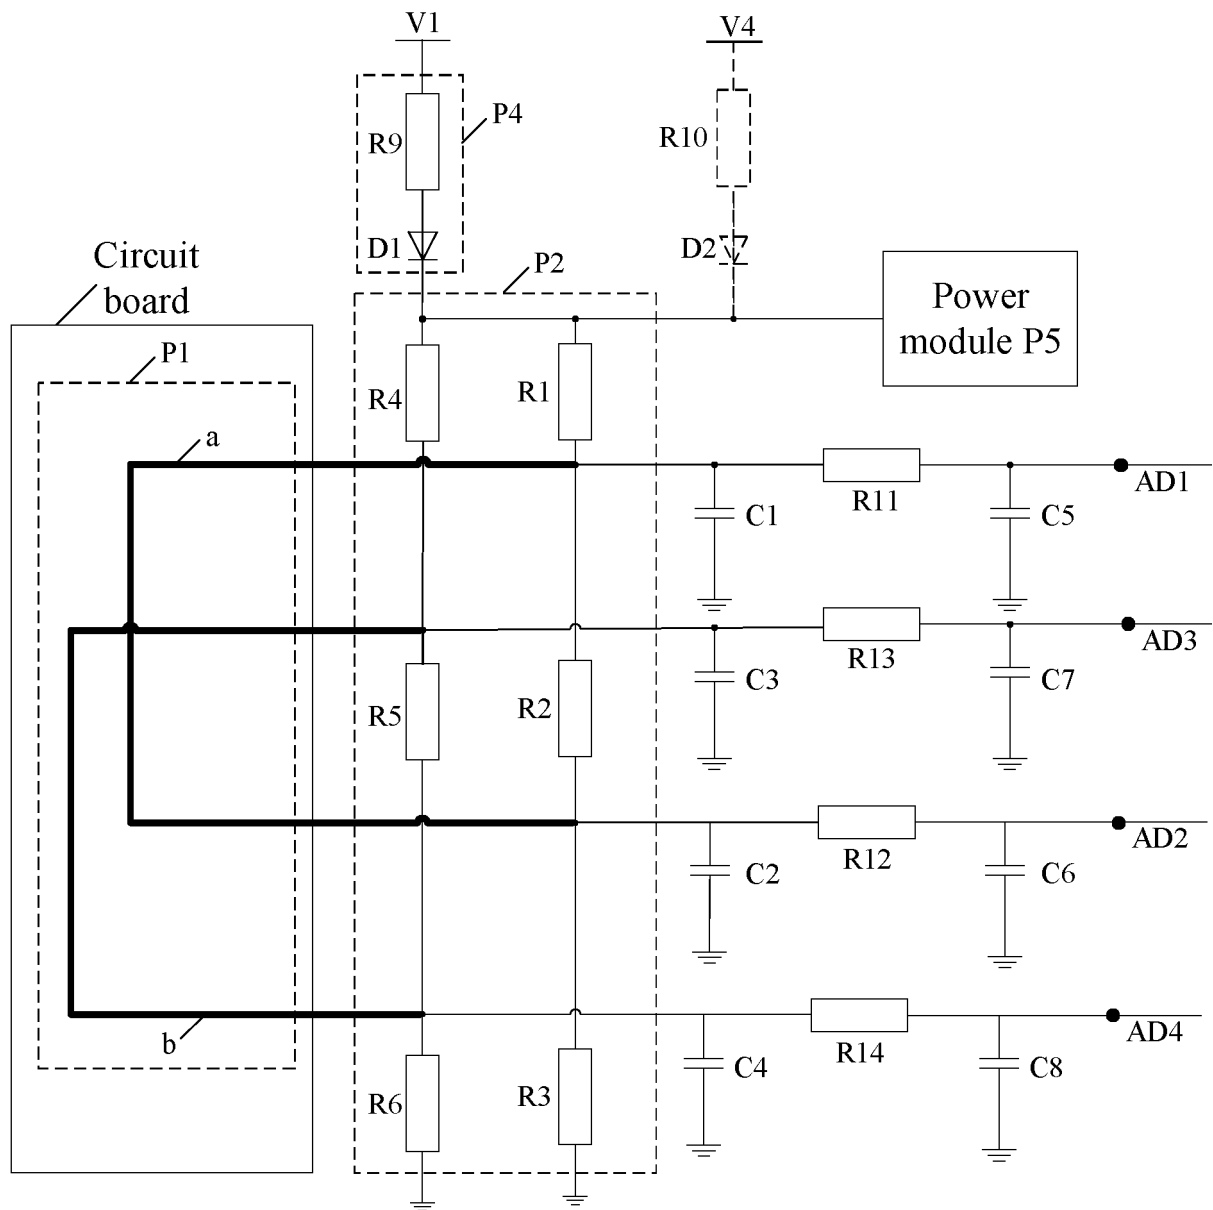 V1
V4
P4
R9
R10
D1
D2
Circuit
board
P2
Power
module P5
P1
R4
R1
a
R11
AD1
C1
C5
R13
AD3
C3
C7
R5
R2
R12
AD2
C2
C6
b
R14
AD4
C4
C8
R6
R3